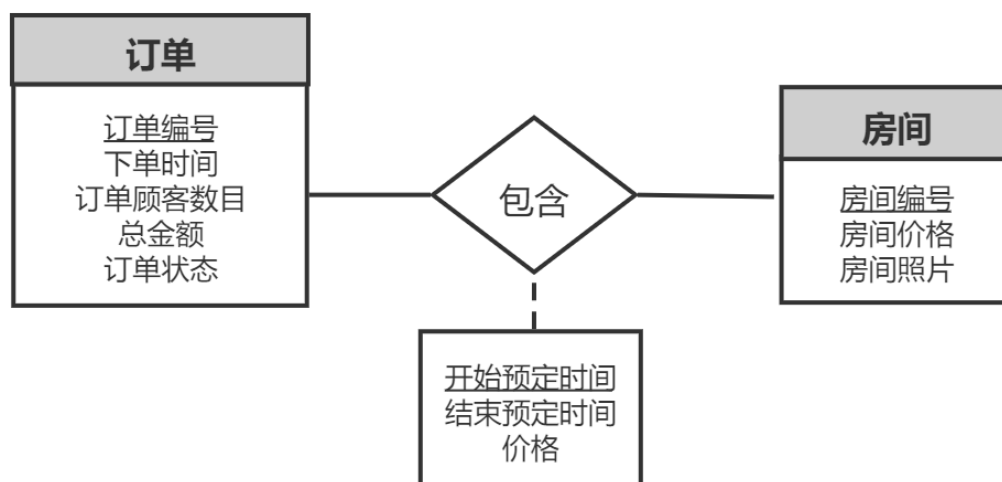 订单
订单编号
下单时间
订单顾客数目
总金额
订单状态
包含
房间
房间编号
房间价格
房间照片
开始预定时间
结束预定时间
价格